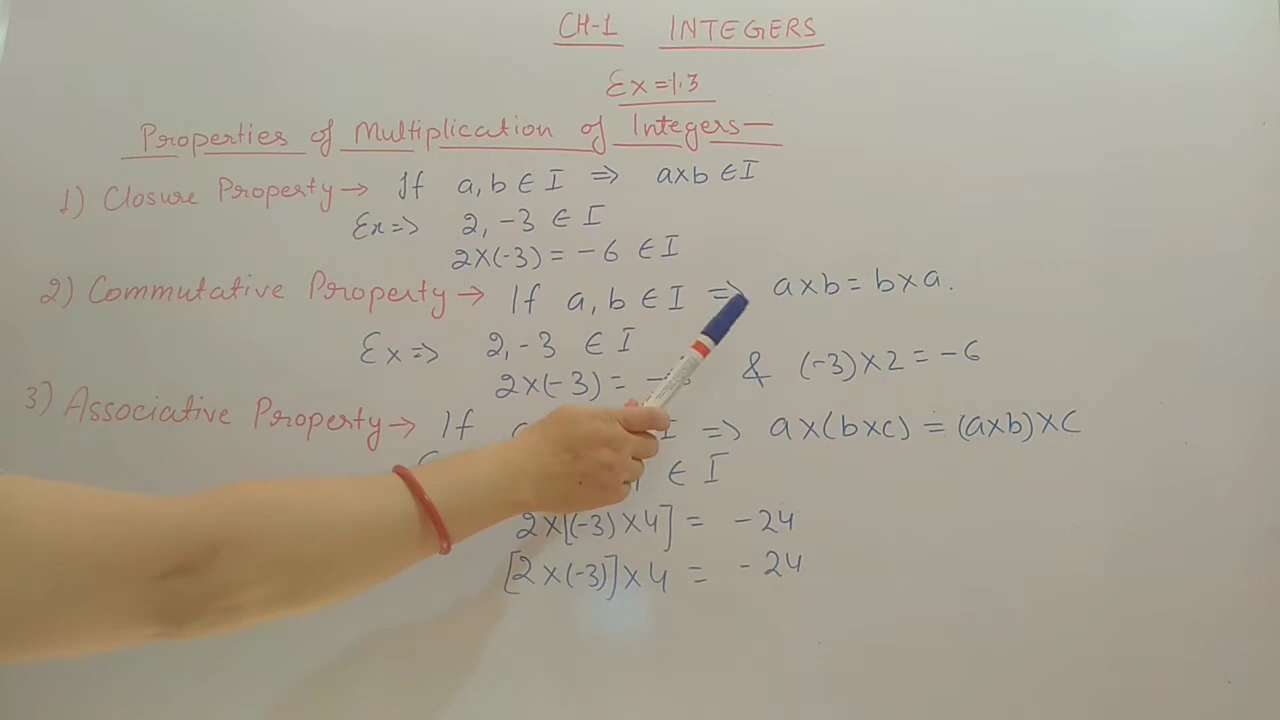 CH-1 INTEGERS
Ex = 1.3
Properties of Multiplication of Integers—
1) Closure Property → If a, b ∈ I ⇒ a×b ∈ I
Ex ⇒ 2, -3 ∈ I
2×(-3) = -6 ∈ I
2) Commutative Property → If a, b ∈ I ⇒ a×b = b×a.
Ex ⇒ 2, -3 ∈ I
2×(-3) = & (-3)×2 = -6
3) Associative Property → If I ⇒ a×(b×c) = (a×b)×c
∈ I
2×[(-3)×4] = -24
[2×(-3)]×4 = -24